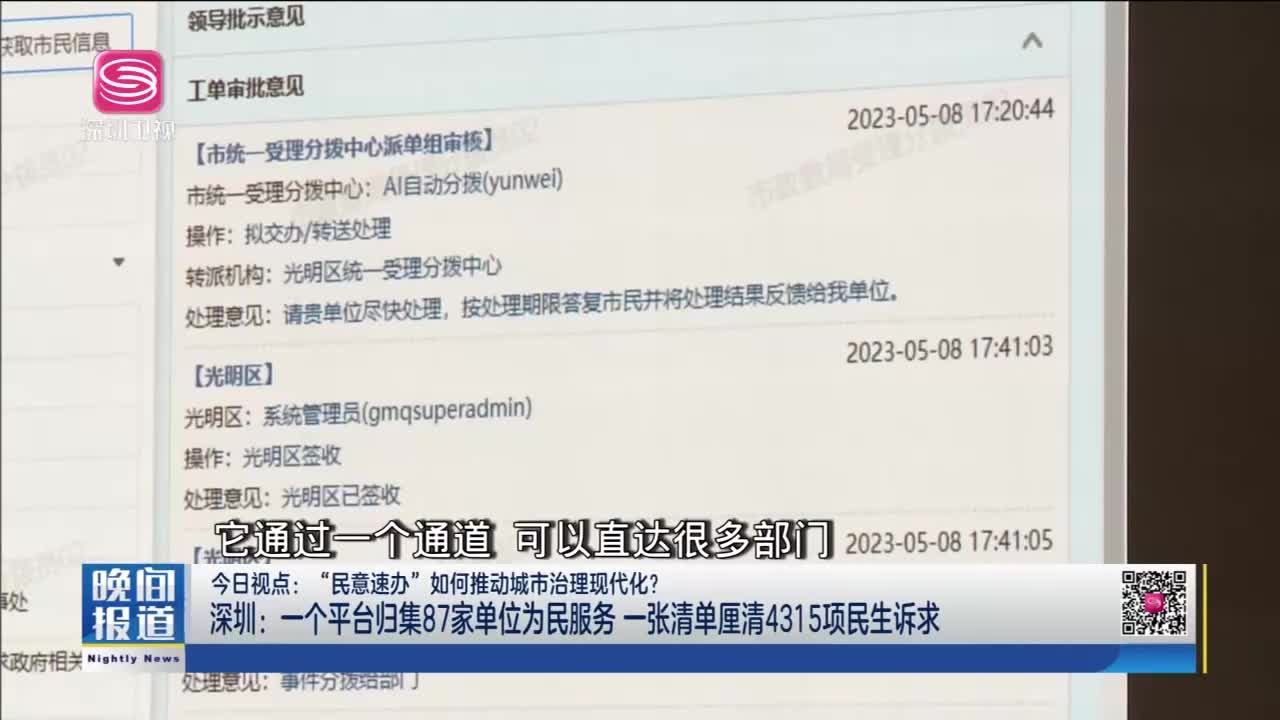 获取市民信息
领导批示意见
深圳卫视
工单审批意见
2023-05-08 17:20:44
【市统一受理分拨中心派单组审核】
市统一受理分拨中心：AI自动分拨(yunwei)
操作：拟交办/转送处理
转派机构：光明区统一受理分拨中心
处理意见：请贵单位尽快处理，按处理期限答复市民并将处理结果反馈给我单位。
2023-05-08 17:41:03
【光明区】
光明区：系统管理员(gmqsuperadmin)
操作：光明区签收
处理意见：光明区已签收
它通过一个通道 可以直达很多部门
2023-05-08 17:41:05
晚间报道
Nightly News
今日视点：“民意速办”如何推动城市治理现代化？
深圳：一个平台归集87家单位为民服务 一张清单厘清4315项民生诉求
事处
求政府相关
处理意见：事件分拨给部门